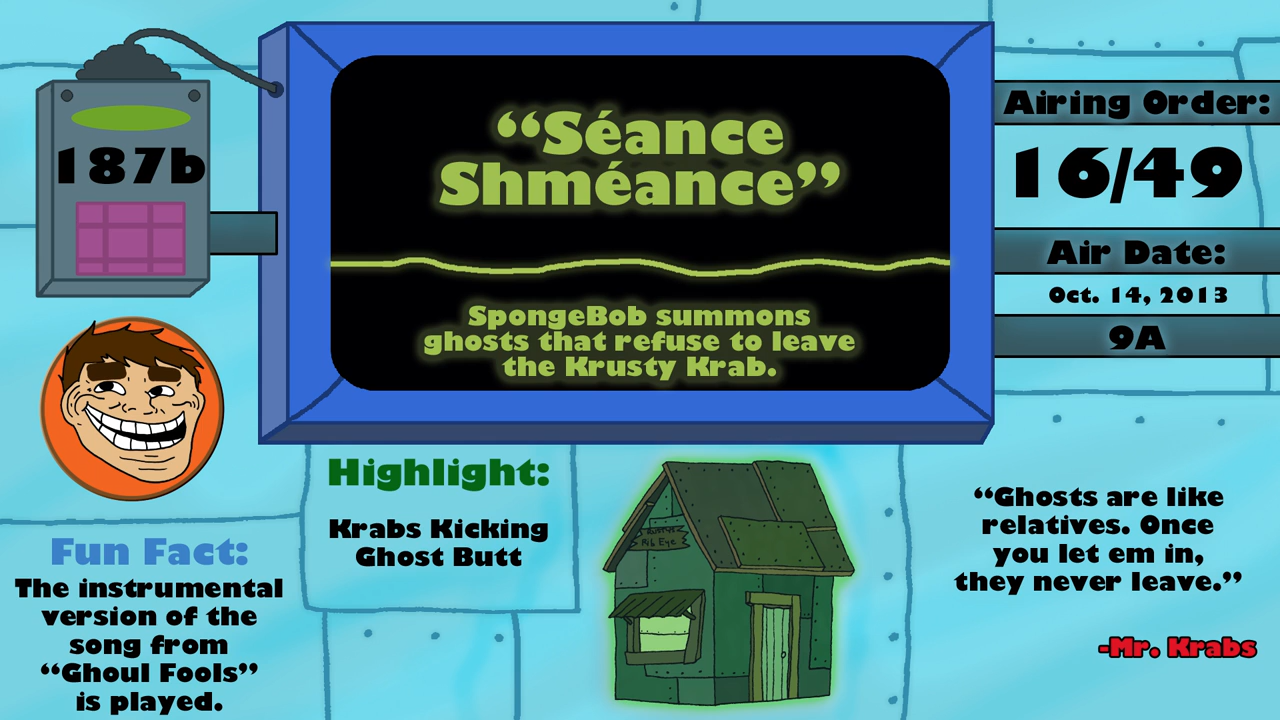 187b
“Séance
Shméance”
SpongeBob summons
ghosts that refuse to leave
the Krusty Krab.
Airing Order:
16/49
Air Date:
Oct. 14, 2013
9A
Fun Fact:
The instrumental
version of the
song from
“Ghoul Fools”
is played.
Highlight:
Krabs Kicking
Ghost Butt
Rib Eye
“Ghosts are like
relatives. Once
you let em in,
they never leave.”
-Mr. Krabs